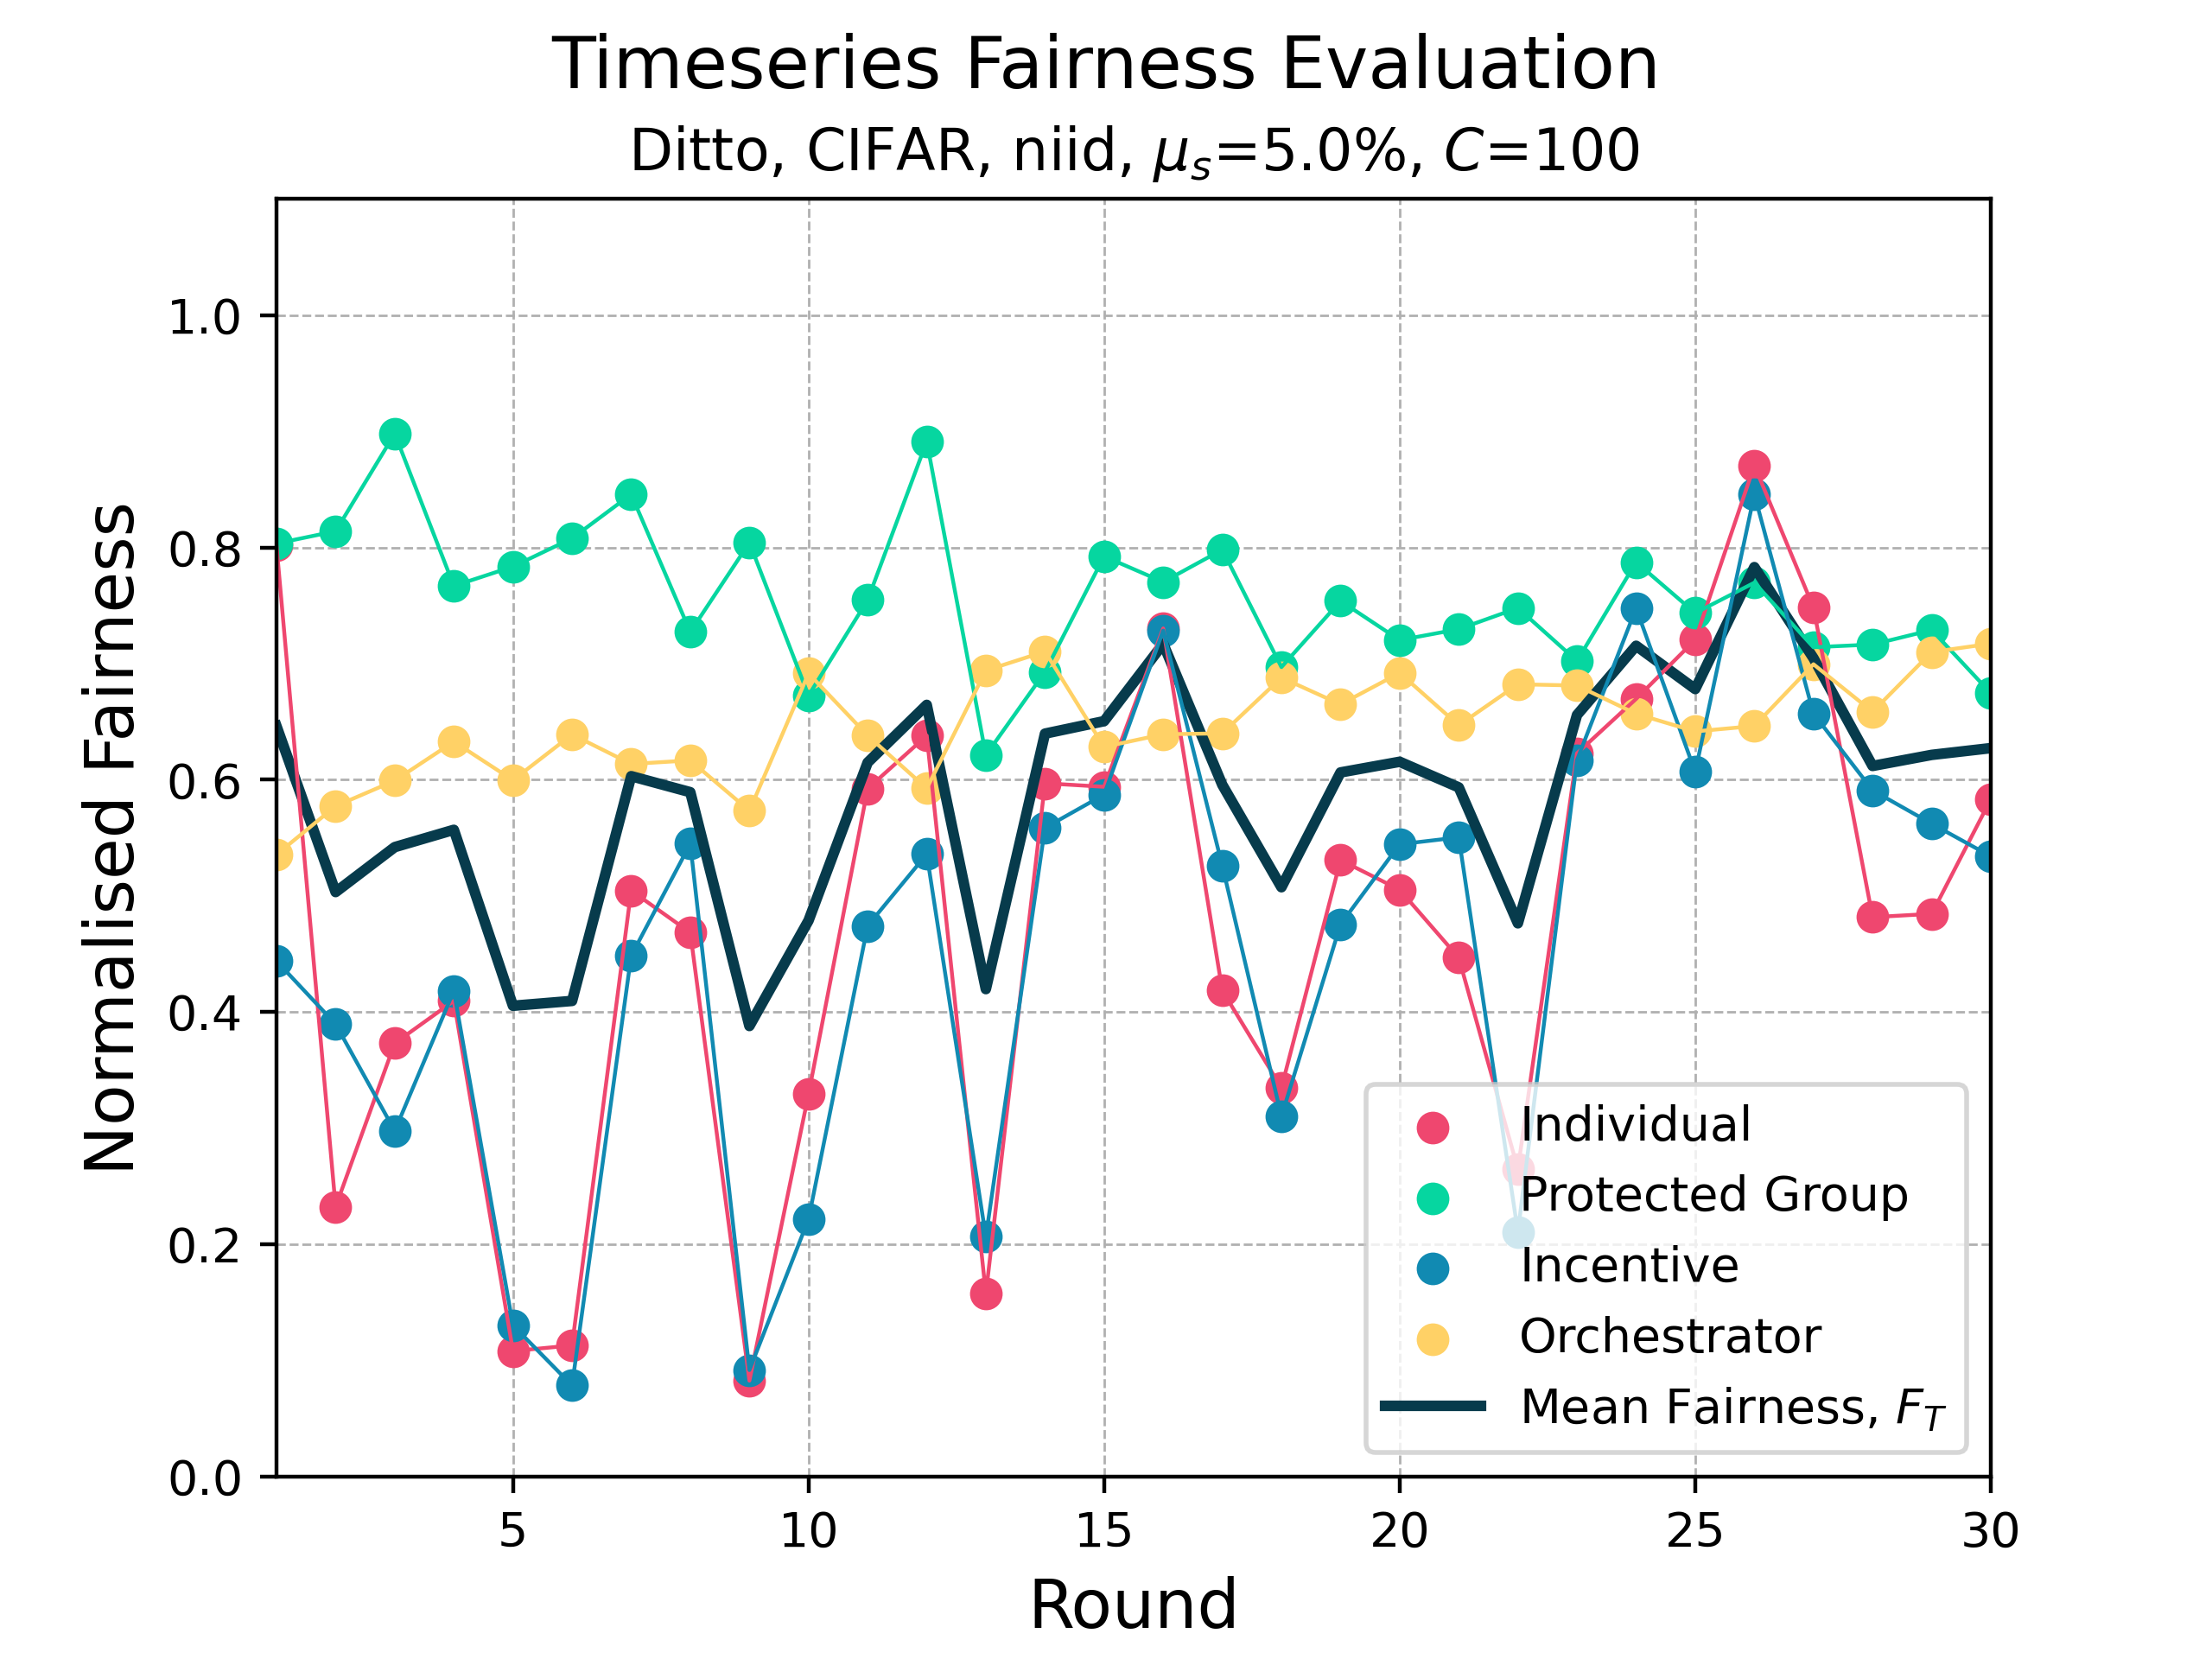 Timeseries Fairness Evaluation
Ditto, CIFAR, niid, μₛ=5.0%, C=100
Normalised Fairness
1.0
0.8
0.6
0.4
0.2
0.0
Individual
Protected Group
Incentive
Orchestrator
Mean Fairness, F_T
5 10 15 20 25 30
Round